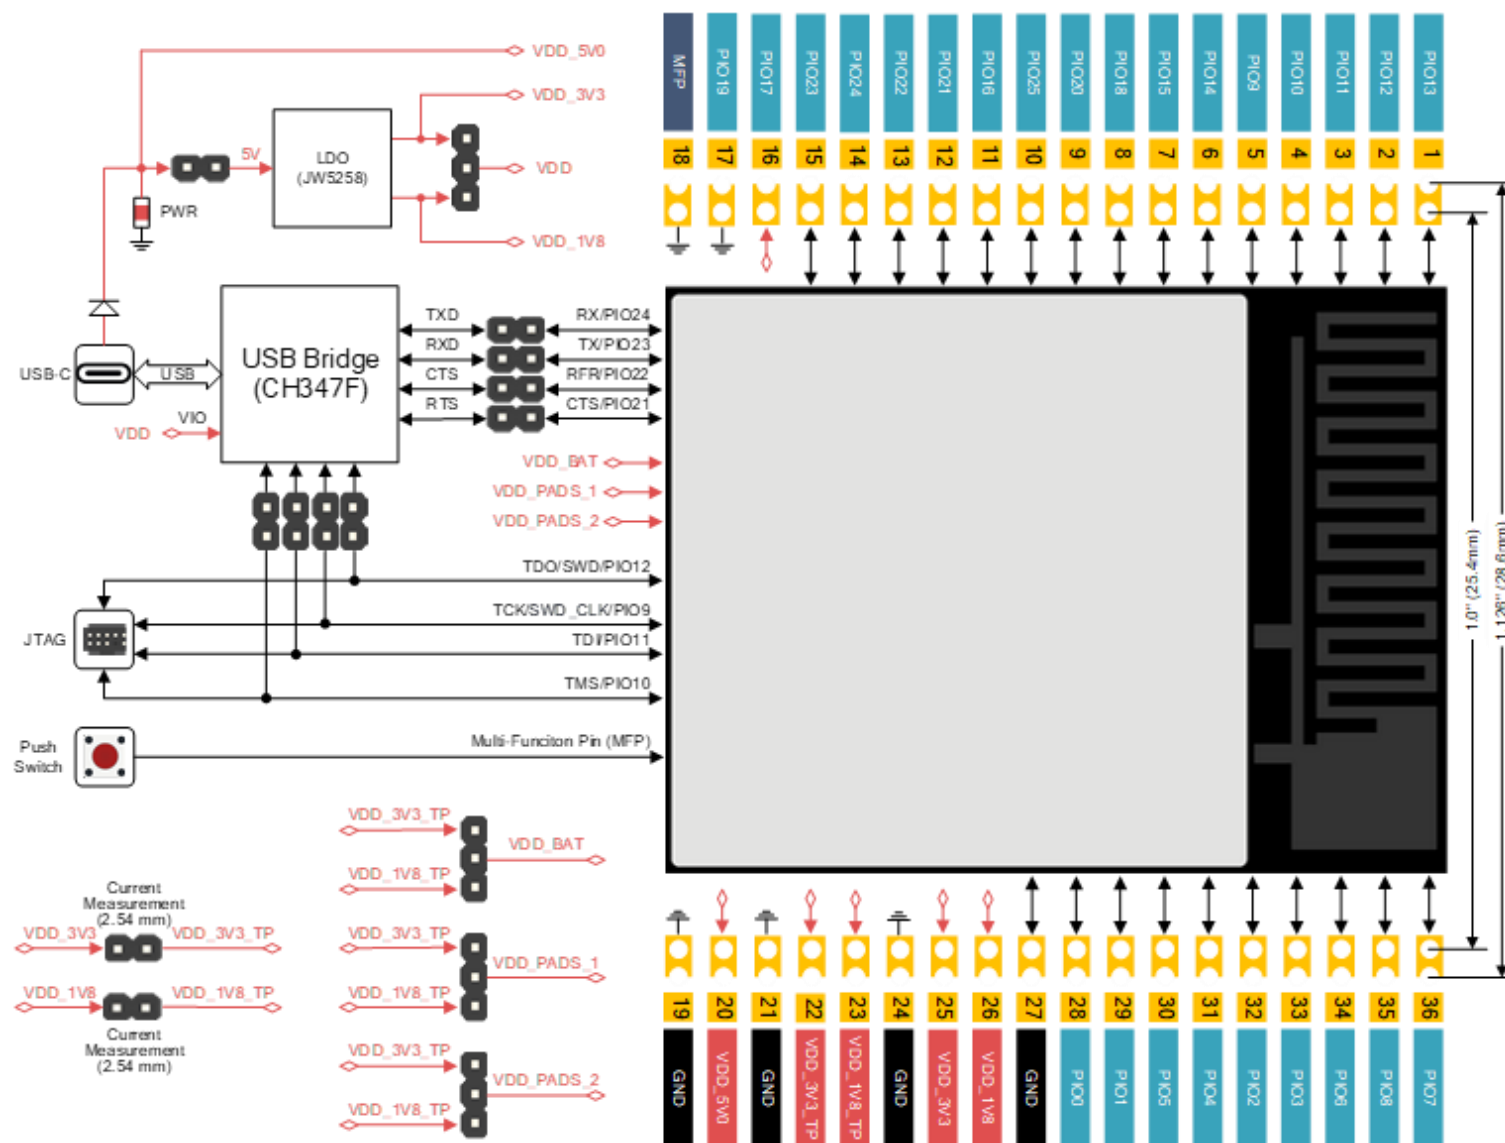 VDD_5V0
VDD_3V3
5V
LDO
(JW5258)
VDD
PWR
VDD_1V8
USB-C
USB
USB Bridge
(CH347F)
VIO
VDD
TXD
RXD
CTS
RTS
RX/PIO24
TX/PIO23
RFR/PIO22
CTS/PIO21
VDD_BAT
VDD_PADS_1
VDD_PADS_2
TDO/SWD/PIO12
TCK/SWD_CLK/PIO9
TDI/PIO11
TMS/PIO10
JTAG
Push
Switch
Multi-Funciton Pin (MFP)
VDD_3V3_TP
VDD_BAT
VDD_1V8_TP
VDD_3V3_TP
VDD_PADS_1
VDD_1V8_TP
VDD_3V3_TP
VDD_PADS_2
VDD_1V8_TP
Current
Measurement
(2.54 mm)
VDD_3V3
VDD_3V3_TP
VDD_1V8
VDD_1V8_TP
Current
Measurement
(2.54 mm)
MFP
PIO19
PIO17
PIO23
PIO24
PIO22
PIO21
PIO16
PIO25
PIO20
PIO18
PIO15
PIO14
PIO9
PIO10
PIO11
PIO12
PIO13
18
17
16
15
14
13
12
11
10
9
8
7
6
5
4
3
2
1
1.0" (25.4mm)
1.126" (28.6mm)
19
20
21
22
23
24
25
26
27
28
29
30
31
32
33
34
35
36
GND
VDD_5V0
GND
VDD_3V3_TP
VDD_1V8_TP
GND
VDD_3V3
VDD_1V8
GND
PIO0
PIO1
PIO5
PIO4
PIO2
PIO3
PIO6
PIO8
PIO7